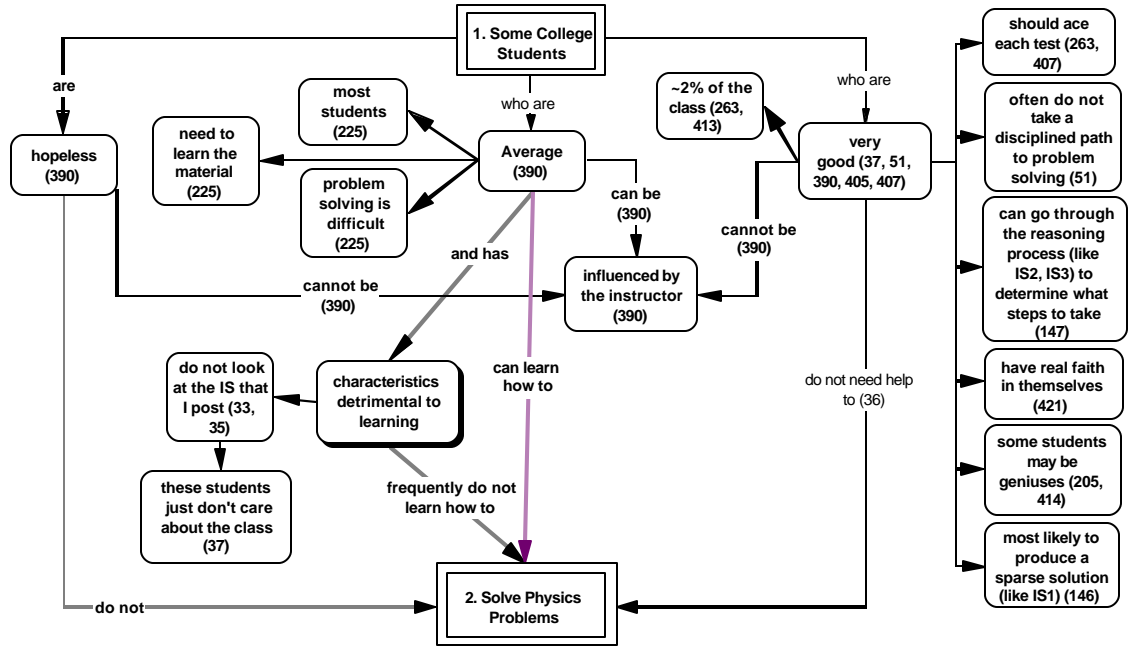 1. Some College
Students
are
who are
who are
hopeless
(390)
need to
learn the
material
(225)
most
students
(225)
problem
solving is
difficult
(225)
Average
(390)
~2% of the
class (263,
413)
very
good (37, 51,
390, 405, 407)
should ace
each test (263,
407)
often do not
take a
disciplined path
to problem
solving (51)
can go through
the reasoning
process (like
IS2, IS3) to
determine what
steps to take
(147)
have real faith
in themselves
(421)
some students
may be
geniuses (205,
414)
most likely to
produce a
sparse solution
(like IS1) (146)
can be
(390)
cannot be
(390)
and has
cannot be
(390)
influenced by
the instructor
(390)
do not look
at the IS that
I post (33,
35)
characteristics
detrimental to
learning
can learn
how to
do not need help
to (36)
these students
just don't care
about the class
(37)
frequently do not
learn how to
do not
2. Solve Physics
Problems